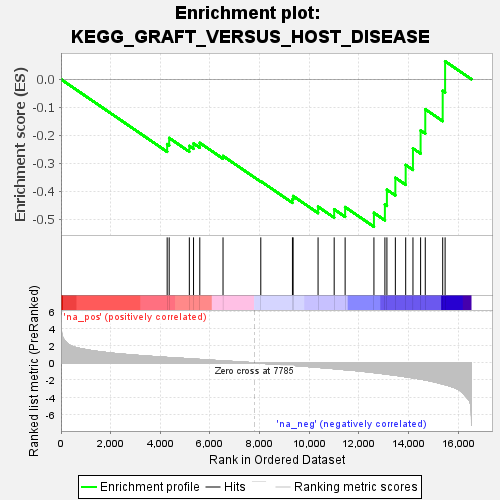 Enrichment plot:
KEGG_GRAFT_VERSUS_HOST_DISEASE
Enrichment score (ES)
0.0
-0.1
-0.2
-0.3
-0.4
-0.5
Ranked list metric (PreRanked)
6
4
2
0
-2
-4
-6
'na_pos' (positively correlated)
Zero cross at 7785
'na_neg' (negatively correlated)
0
2,000
4,000
6,000
8,000
10,000
12,000
14,000
16,000
Rank in Ordered Dataset
Enrichment profile
Hits
Ranking metric scores